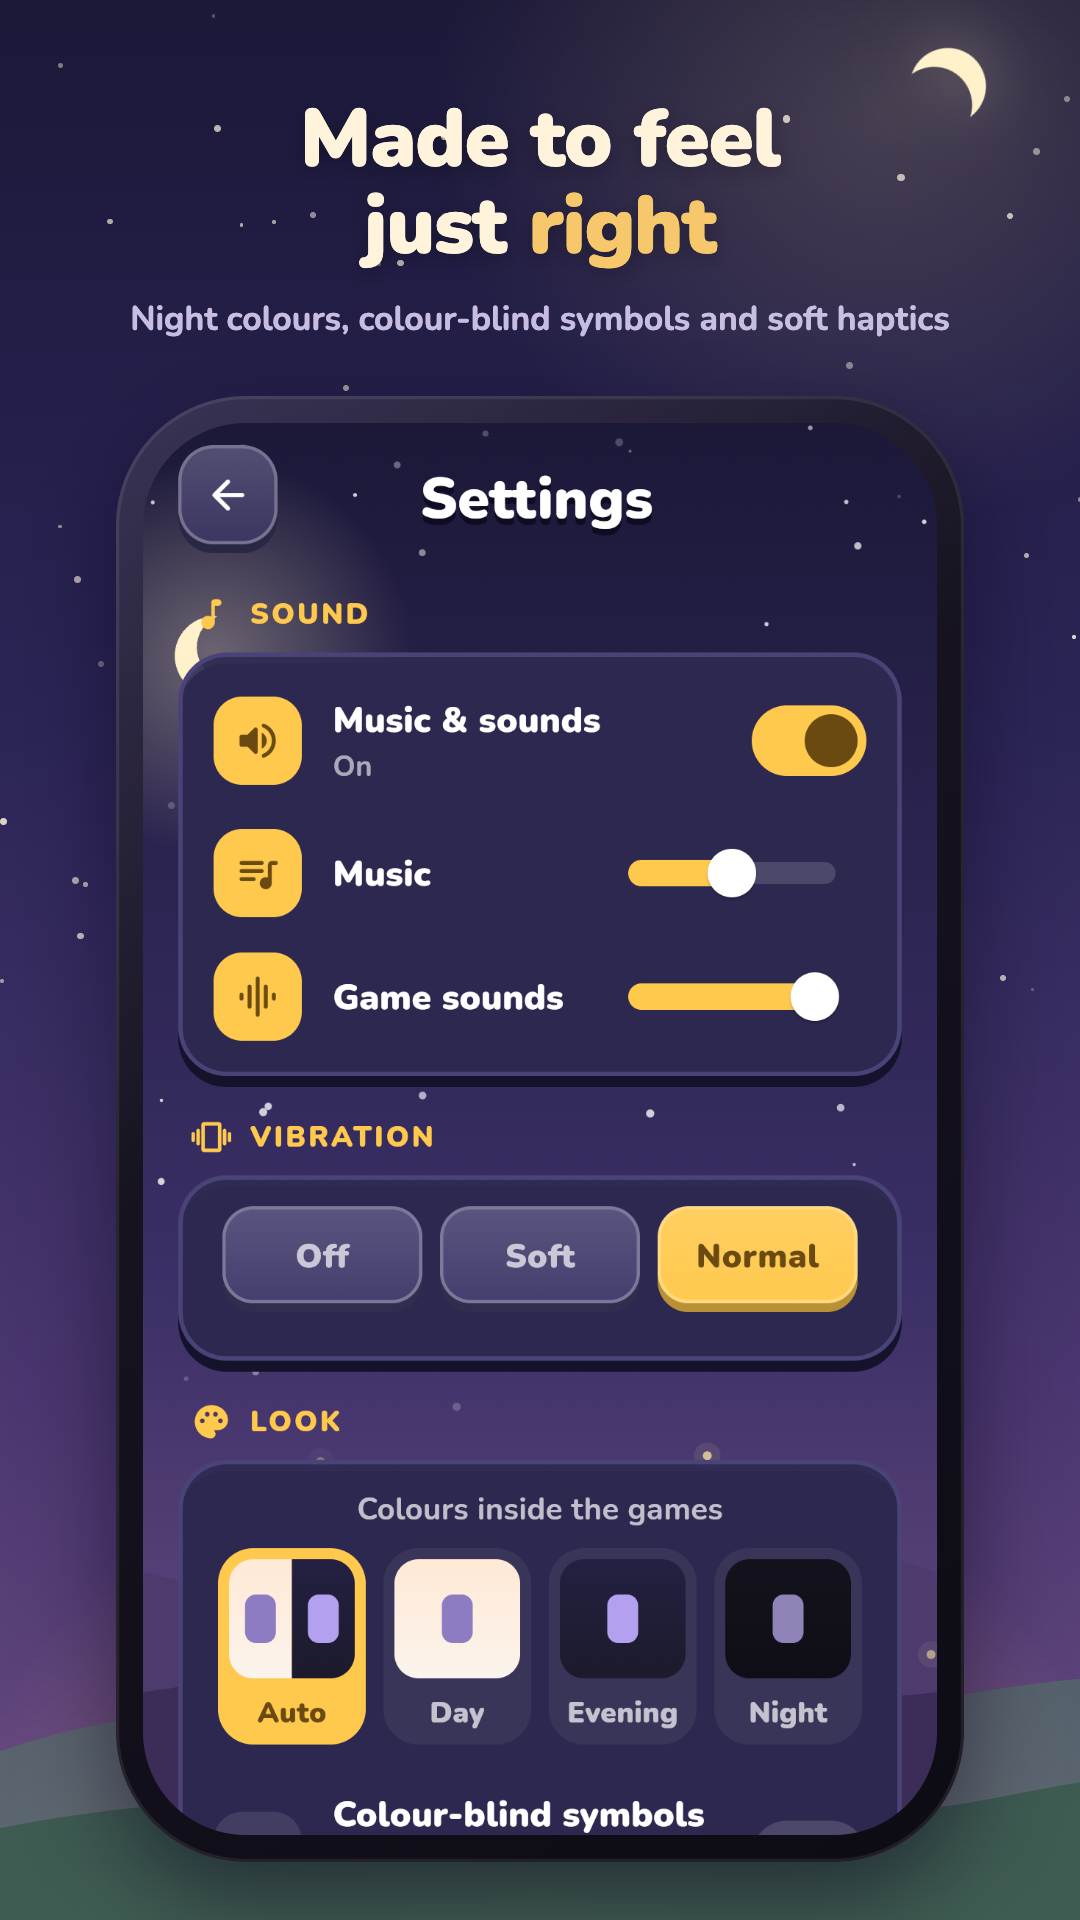 Made to feel
just right
Night colours, colour-blind symbols and soft haptics
Settings
SOUND
Music & sounds
On
Music
Game sounds
VIBRATION
Off Soft Normal
LOOK
Colours inside the games
Auto Day Evening Night
Colour-blind symbols